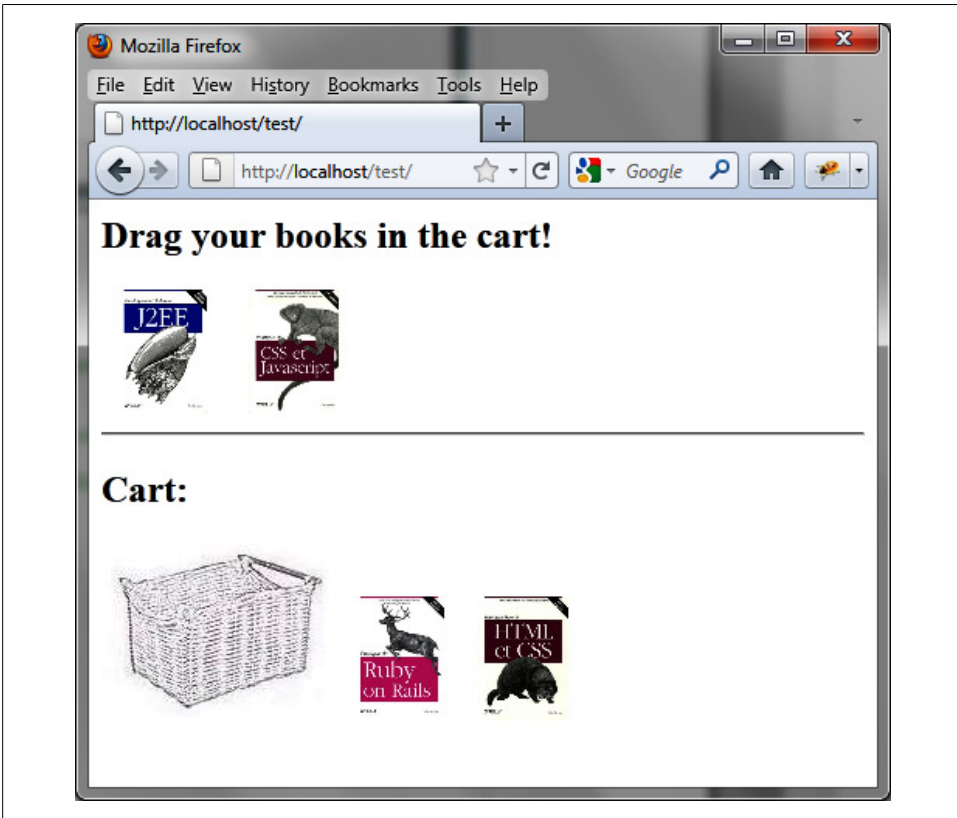 Mozilla Firefox
File Edit View History Bookmarks Tools Help
http://localhost/test/
http://localhost/test/
Google
Drag your books in the cart!
J2EE
CSS et
Javascript
Cart:
Ruby
on Rails
HTML
et CSS